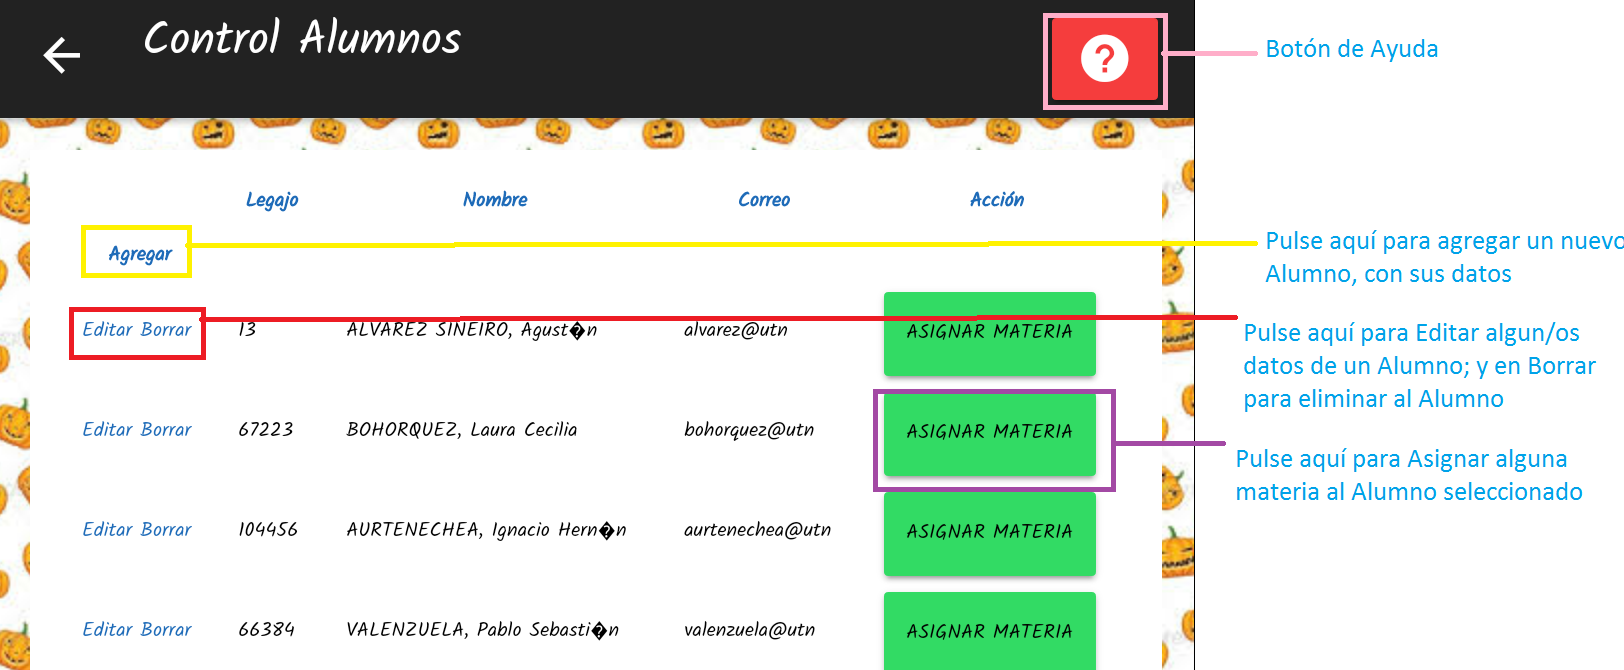 Control Alumnos
?
Botón de Ayuda
Legajo Nombre Correo Acción
Agregar
Pulse aquí para agregar un nuevo
Alumno, con sus datos
Editar Borrar 13 ALVAREZ SINEIRO, Agust�n alvarez@utn ASIGNAR MATERIA
Pulse aquí para Editar algun/os
datos de un Alumno; y en Borrar
para eliminar al Alumno
Editar Borrar 67223 BOHORQUEZ, Laura Cecilia bohorquez@utn ASIGNAR MATERIA
Pulse aquí para Asignar alguna
materia al Alumno seleccionado
Editar Borrar 104456 AURTENECHEA, Ignacio Hern�n aurtenechea@utn ASIGNAR MATERIA
Editar Borrar 66384 VALENZUELA, Pablo Sebasti�n valenzuela@utn ASIGNAR MATERIA